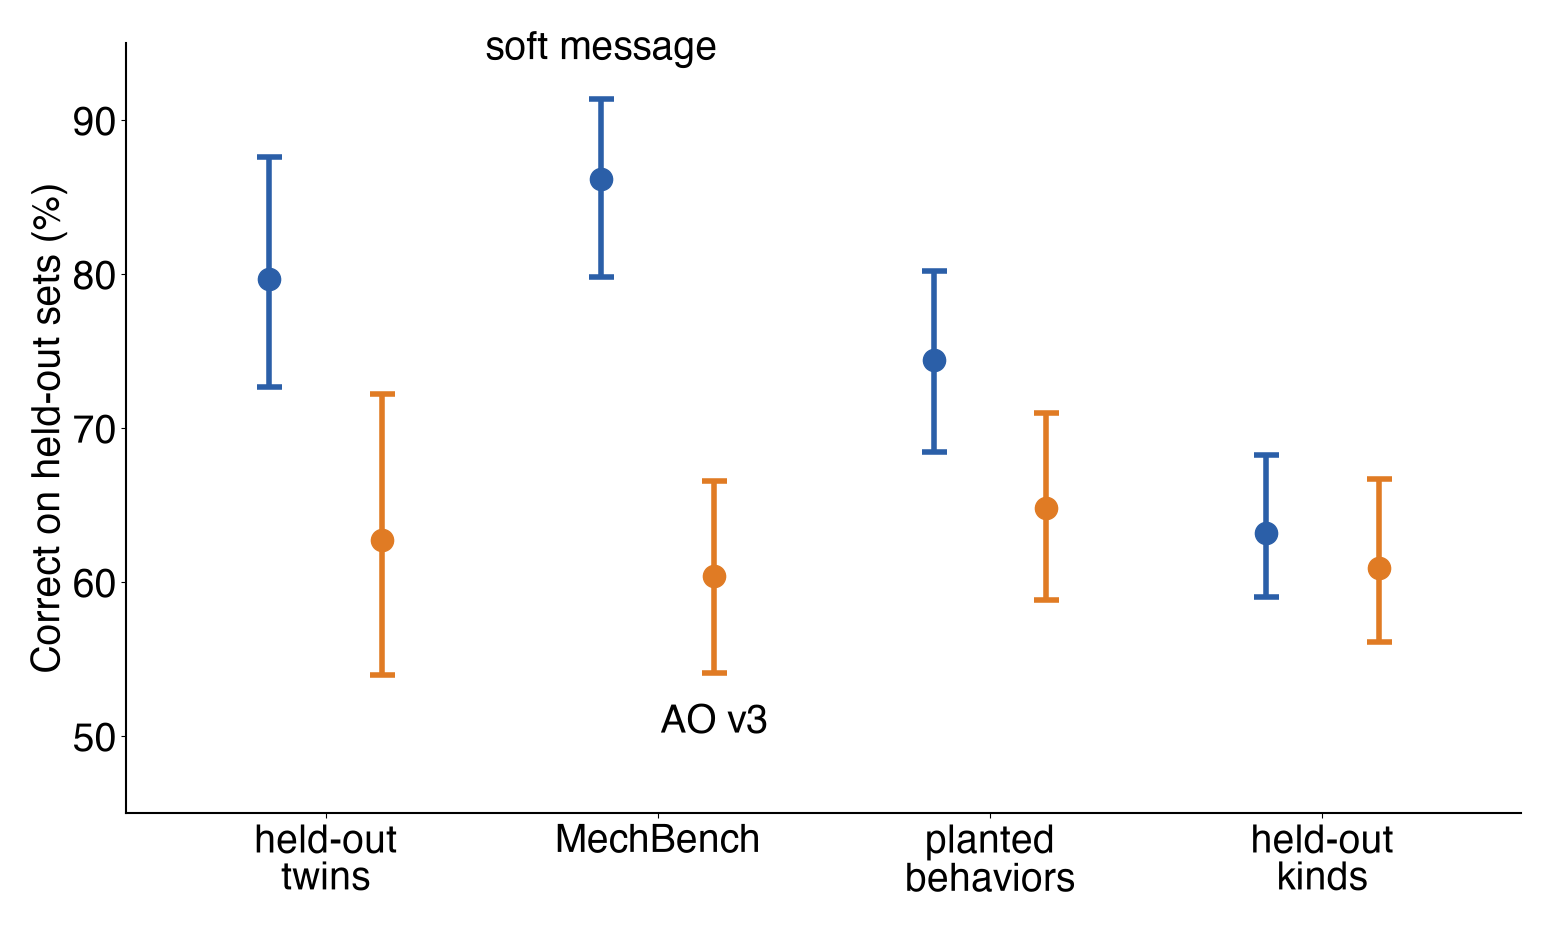 soft message
Correct on held-out sets (%)
90
80
70
60
50
AO v3
held-out
twins
MechBench
planted
behaviors
held-out
kinds